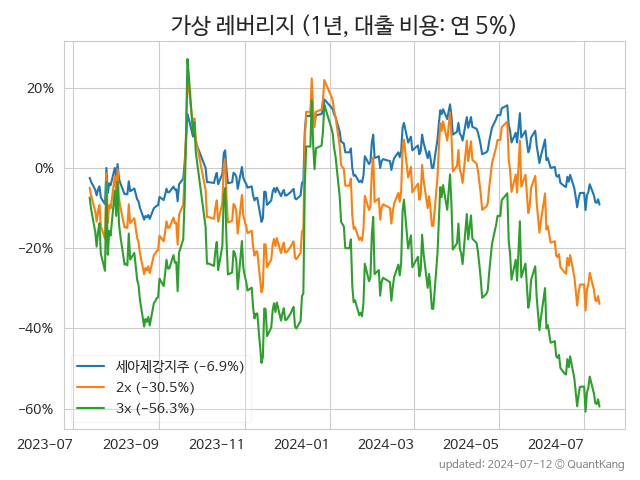 가상 레버리지 (1년, 대출 비용: 연 5%)
20%
0%
−20%
−40%
−60%
세아제강지주 (−6.9%)
2x (−30.5%)
3x (−56.3%)
2023-07 2023-09 2023-11 2024-01 2024-03 2024-05 2024-07
updated: 2024-07-12 © QuantKang